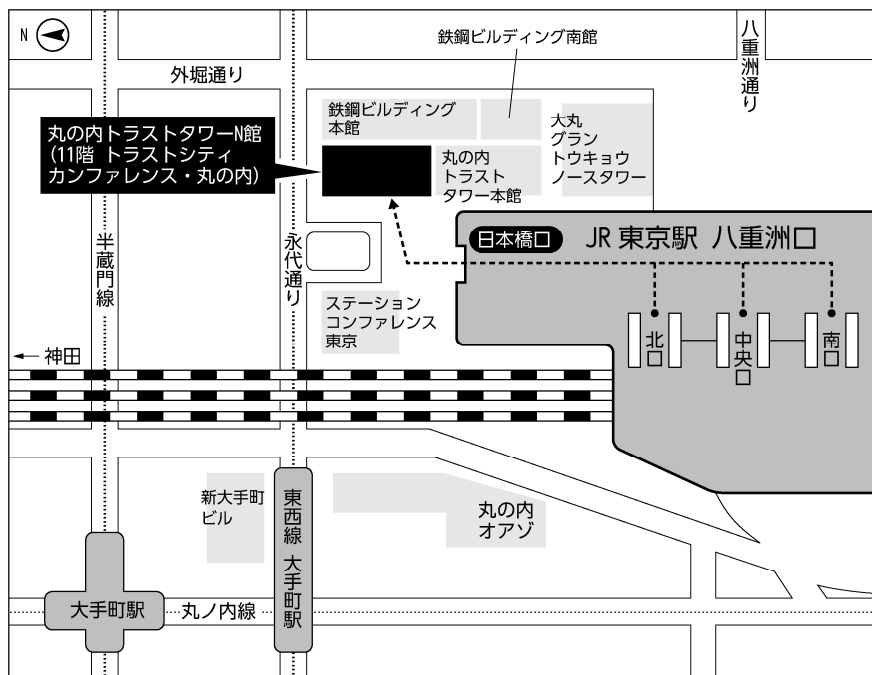 N
外堀通り
鉄鋼ビルディング南館
八重洲通り
鉄鋼ビルディング
本館
大丸
グラン
トウキョウ
ノースタワー
丸の内トラストタワーN館
(11階 トラストシティ
カンファレンス・丸の内)
丸の内
トラスト
タワー本館
半蔵門線
永代通り
日本橋口
JR 東京駅 八重洲口
ステーション
コンファレンス
東京
北口
中央口
南口
← 神田
新大手町
ビル
東西線 大手町駅
丸の内
オアゾ
大手町駅
丸ノ内線